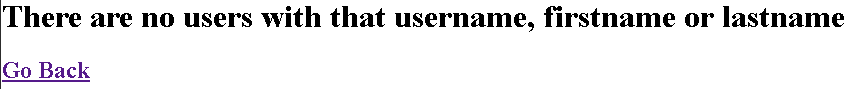 There are no users with that username, firstname or lastname
Go Back